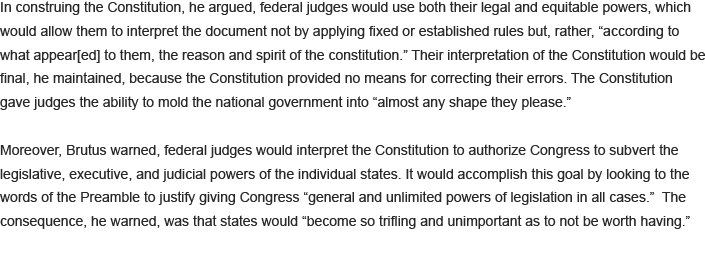 In construing the Constitution, he argued, federal judges would use both their legal and equitable powers, which
would allow them to interpret the document not by applying fixed or established rules but, rather, “according to
what appear[ed] to them, the reason and spirit of the constitution.” Their interpretation of the Constitution would be
final, he maintained, because the Constitution provided no means for correcting their errors. The Constitution
gave judges the ability to mold the national government into “almost any shape they please.”
Moreover, Brutus warned, federal judges would interpret the Constitution to authorize Congress to subvert the
legislative, executive, and judicial powers of the individual states. It would accomplish this goal by looking to the
words of the Preamble to justify giving Congress “general and unlimited powers of legislation in all cases.”  The
consequence, he warned, was that states would “become so trifling and unimportant as to not be worth having.”